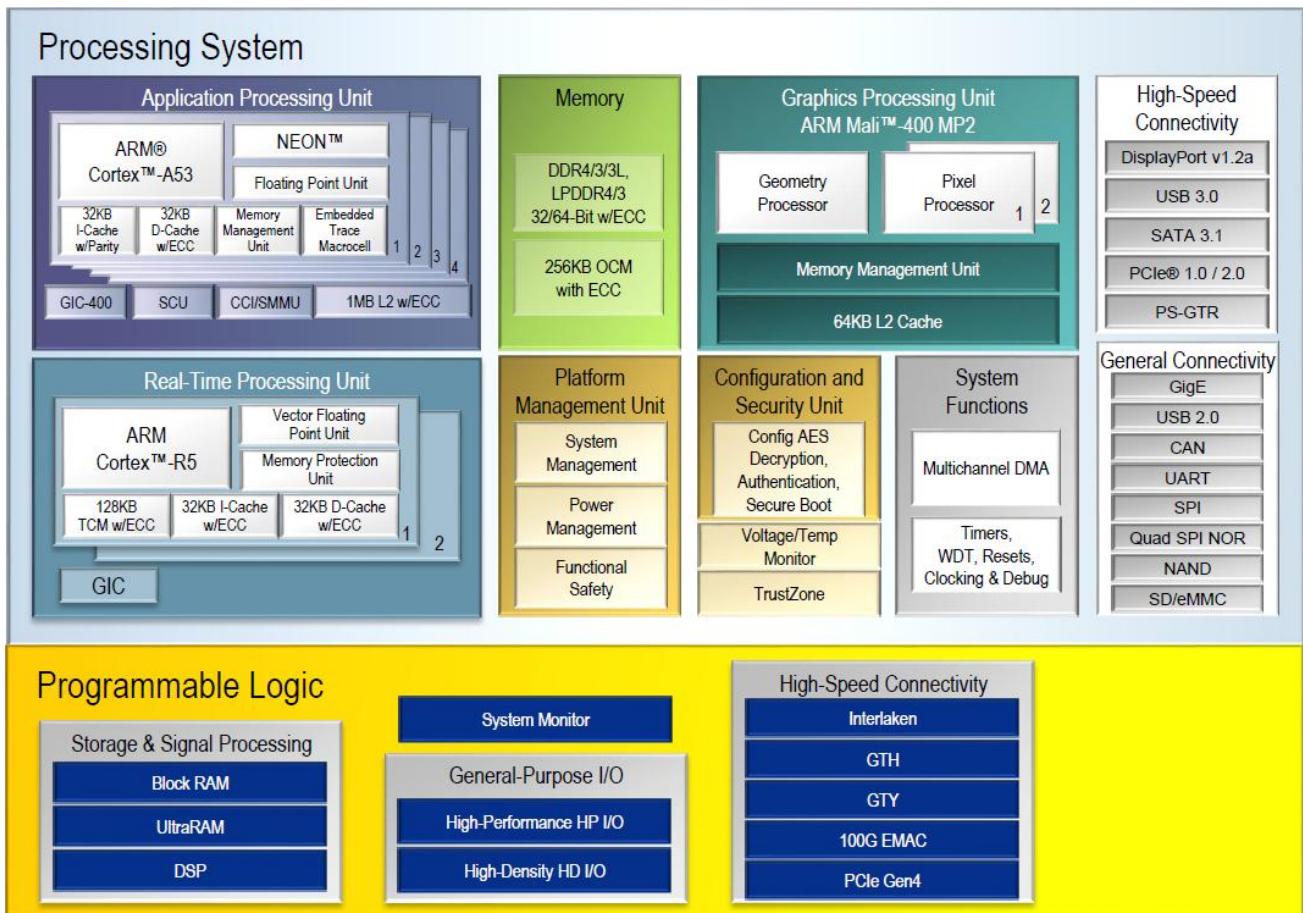 Processing System
Application Processing Unit
ARM®
Cortex™-A53
NEON™
Floating Point Unit
32KB
I-Cache
w/Parity
32KB
D-Cache
w/ECC
Memory
Management
Unit
Embedded
Trace
Macrocell
1
2
3
4
GIC-400
SCU
CCI/SMMU
1MB L2 w/ECC
Memory
DDR4/3/3L,
LPDDR4/3
32/64-Bit w/ECC
256KB OCM
with ECC
Graphics Processing Unit
ARM Mali™-400 MP2
Geometry
Processor
Pixel
Processor
1
2
Memory Management Unit
64KB L2 Cache
High-Speed
Connectivity
DisplayPort v1.2a
USB 3.0
SATA 3.1
PCIe® 1.0 / 2.0
PS-GTR
Real-Time Processing Unit
ARM
Cortex™-R5
Vector Floating
Point Unit
Memory Protection
Unit
128KB
TCM w/ECC
32KB I-Cache
w/ECC
32KB D-Cache
w/ECC
1
2
GIC
Platform
Management Unit
System
Management
Power
Management
Functional
Safety
Configuration and
Security Unit
Config AES
Decryption,
Authentication,
Secure Boot
Voltage/Temp
Monitor
TrustZone
System
Functions
Multichannel DMA
Timers,
WDT, Resets,
Clocking & Debug
General Connectivity
GigE
USB 2.0
CAN
UART
SPI
Quad SPI NOR
NAND
SD/eMMC
Programmable Logic
Storage & Signal Processing
Block RAM
UltraRAM
DSP
System Monitor
General-Purpose I/O
High-Performance HP I/O
High-Density HD I/O
High-Speed Connectivity
Interlaken
GTH
GTY
100G EMAC
PCIe Gen4